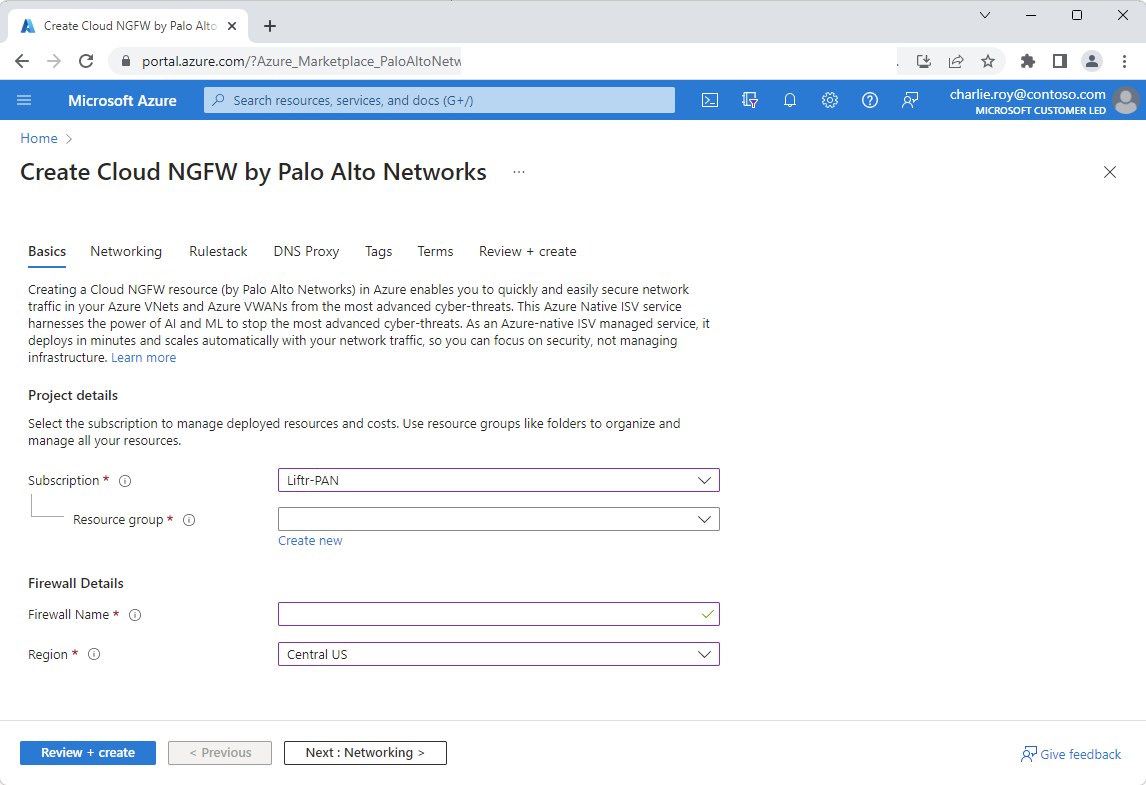 Create Cloud NGFW by Palo Alto
portal.azure.com/?Azure_Marketplace_PaloAltoNetw
Microsoft Azure
Search resources, services, and docs (G+/)
charlie.roy@contoso.com
MICROSOFT CUSTOMER LED
Home >
Create Cloud NGFW by Palo Alto Networks ...
Basics Networking Rulestack DNS Proxy Tags Terms Review + create
Creating a Cloud NGFW resource (by Palo Alto Networks) in Azure enables you to quickly and easily secure network
traffic in your Azure VNets and Azure VWANs from the most advanced cyber-threats. This Azure Native ISV service
harnesses the power of AI and ML to stop the most advanced cyber-threats. As an Azure-native ISV managed service, it
deploys in minutes and scales automatically with your network traffic, so you can focus on security, not managing
infrastructure. Learn more
Project details
Select the subscription to manage deployed resources and costs. Use resource groups like folders to organize and
manage all your resources.
Subscription * Liftr-PAN
Resource group *
Create new
Firewall Details
Firewall Name *
Region * Central US
Review + create < Previous Next : Networking > Give feedback